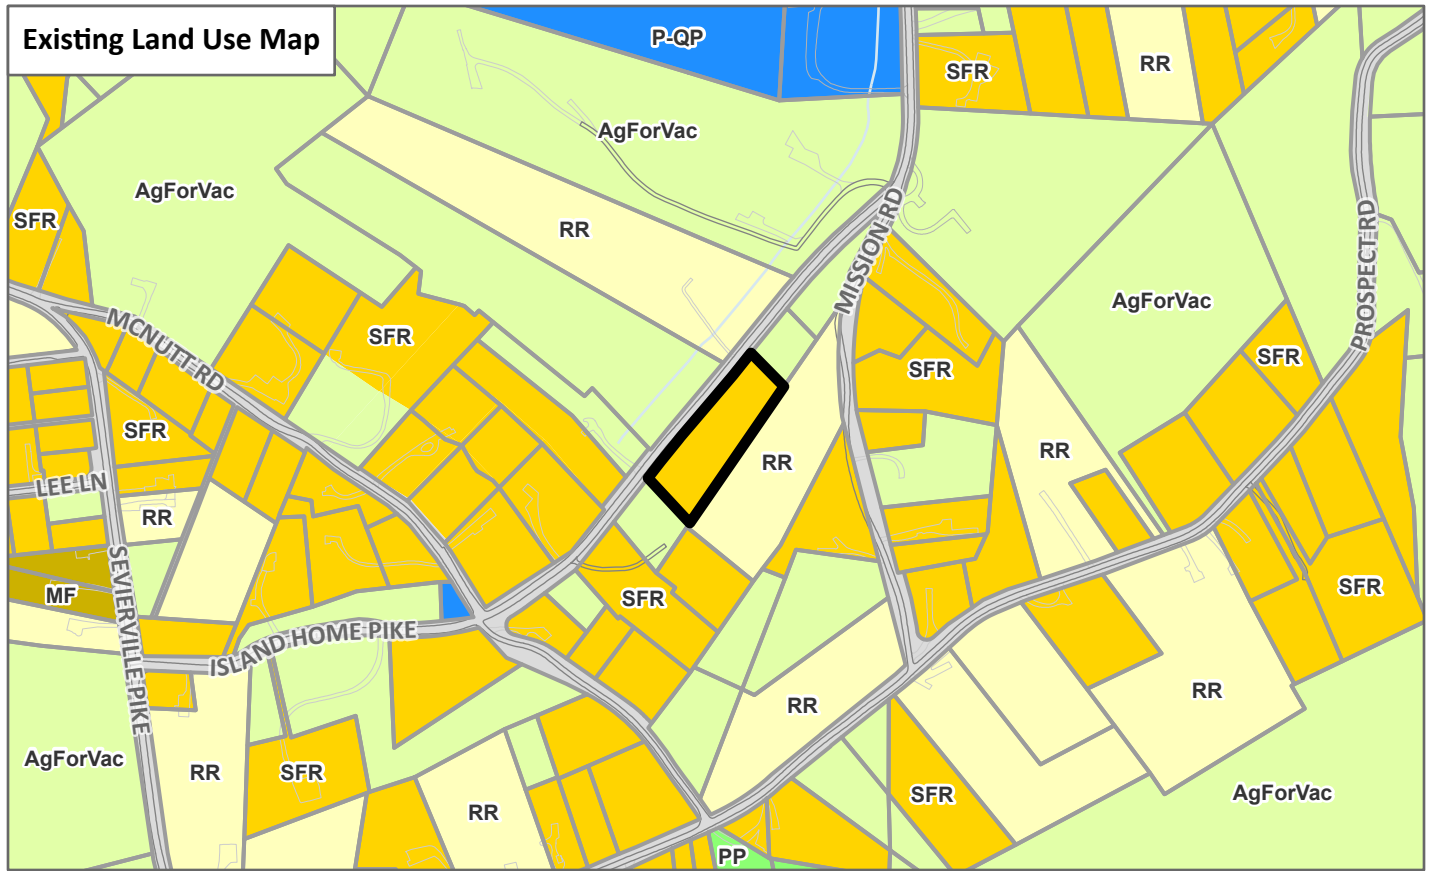 Existing Land Use Map
P-QP
SFR
RR
AgForVac
AgForVac
SFR
RR
MISSION RD
PROSPECT RD
AgForVac
MCNUTT RD
SFR
SFR
SFR
SFR
RR
RR
LEE LN
RR
SEVIERVILLE PIKE
MF
SFR
SFR
ISLAND HOME PIKE
RR
RR
AgForVac
RR
SFR
RR
SFR
AgForVac
PP